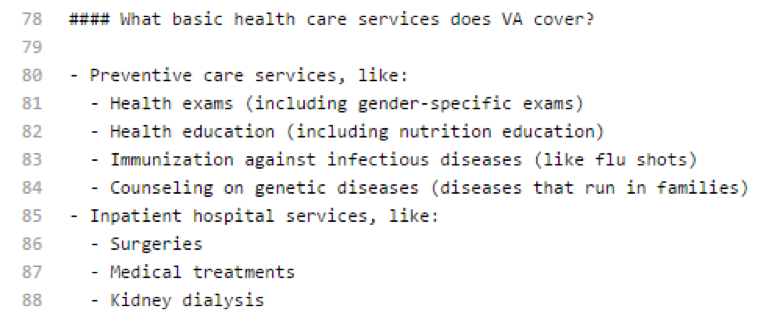 78 #### What basic health care services does VA cover?
79
80 - Preventive care services, like:
81   - Health exams (including gender-specific exams)
82   - Health education (including nutrition education)
83   - Immunization against infectious diseases (like flu shots)
84   - Counseling on genetic diseases (diseases that run in families)
85 - Inpatient hospital services, like:
86   - Surgeries
87   - Medical treatments
88   - Kidney dialysis